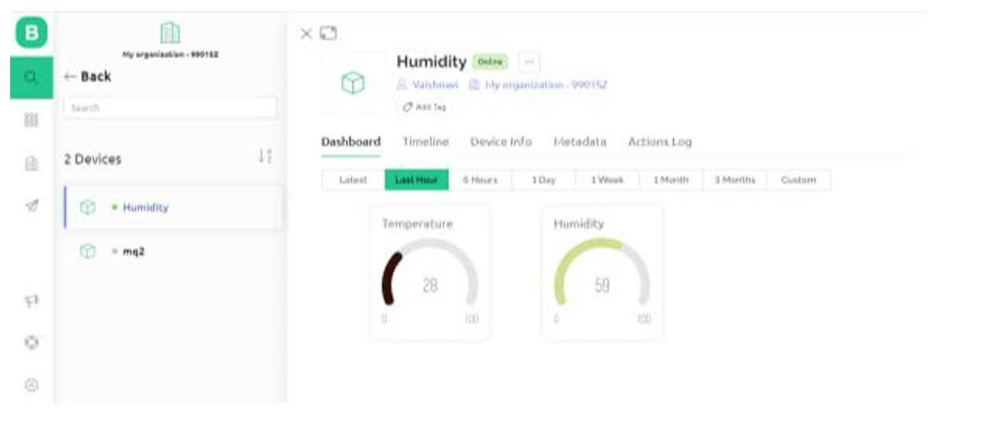 B
My organization - 9901SZ
← Back
Search
2 Devices
Humidity
mq2
Humidity Online ...
Vaishnavi My organization - 9901SZ
Add Tag
Dashboard Timeline Device Info Metadata Actions Log
Latest Last Hour 6 Hours 1 Day 1 Week 1 Month 3 Months Custom
Temperature
28
0 100
Humidity
59
0 100